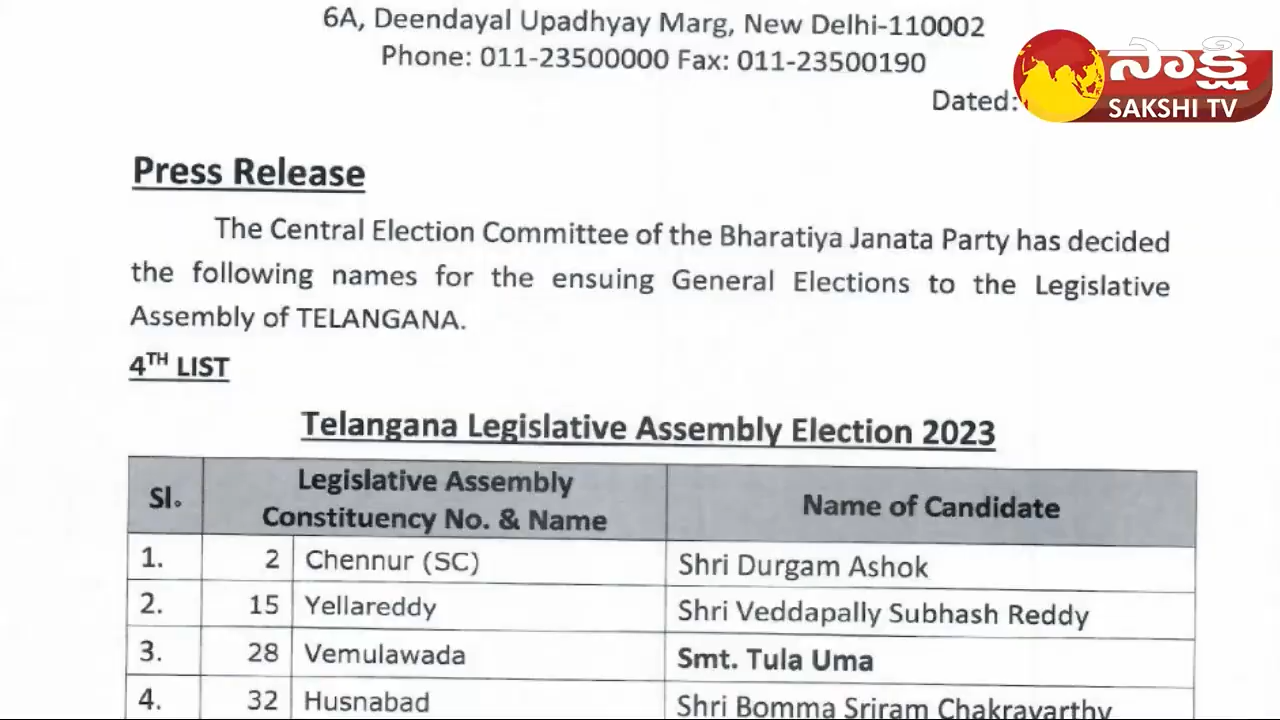 6A, Deendayal Upadhyay Marg, New Delhi-110002
Phone: 011-23500000 Fax: 011-23500190
Dated:
సాక్షి
SAKSHI TV
Press Release
The Central Election Committee of the Bharatiya Janata Party has decided
the following names for the ensuing General Elections to the Legislative
Assembly of TELANGANA.
4TH LIST
Telangana Legislative Assembly Election 2023
Sl. Legislative Assembly Constituency No. & Name Name of Candidate
1. 2 Chennur (SC) Shri Durgam Ashok
2. 15 Yellareddy Shri Veddapally Subhash Reddy
3. 28 Vemulawada Smt. Tula Uma
4. 32 Husnabad Shri Bomma Sriram Chakravarthy